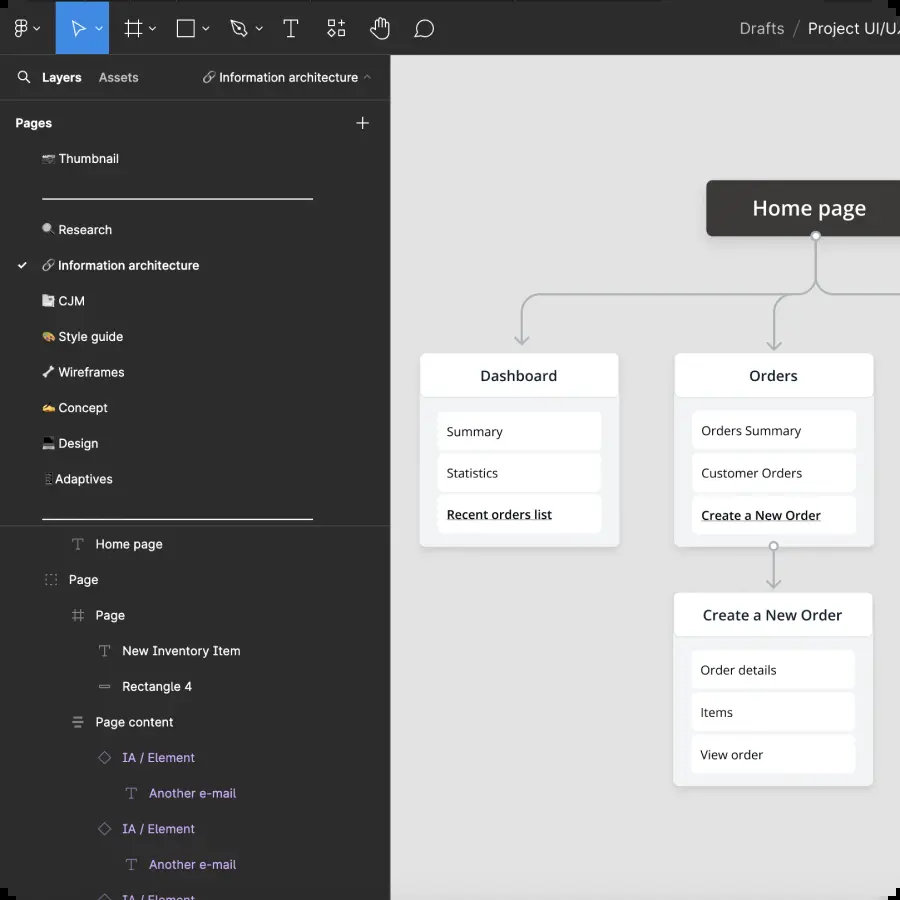 Drafts / Project UI/U
Layers Assets Information architecture
Pages
Thumbnail
Research
Information architecture
CJM
Style guide
Wireframes
Concept
Design
Adaptives
Home page
Page
Page
New Inventory Item
Rectangle 4
Page content
IA / Element
Another e-mail
IA / Element
Another e-mail
IA / Element
Home page
Dashboard
Summary
Statistics
Recent orders list
Orders
Orders Summary
Customer Orders
Create a New Order
Create a New Order
Order details
Items
View order